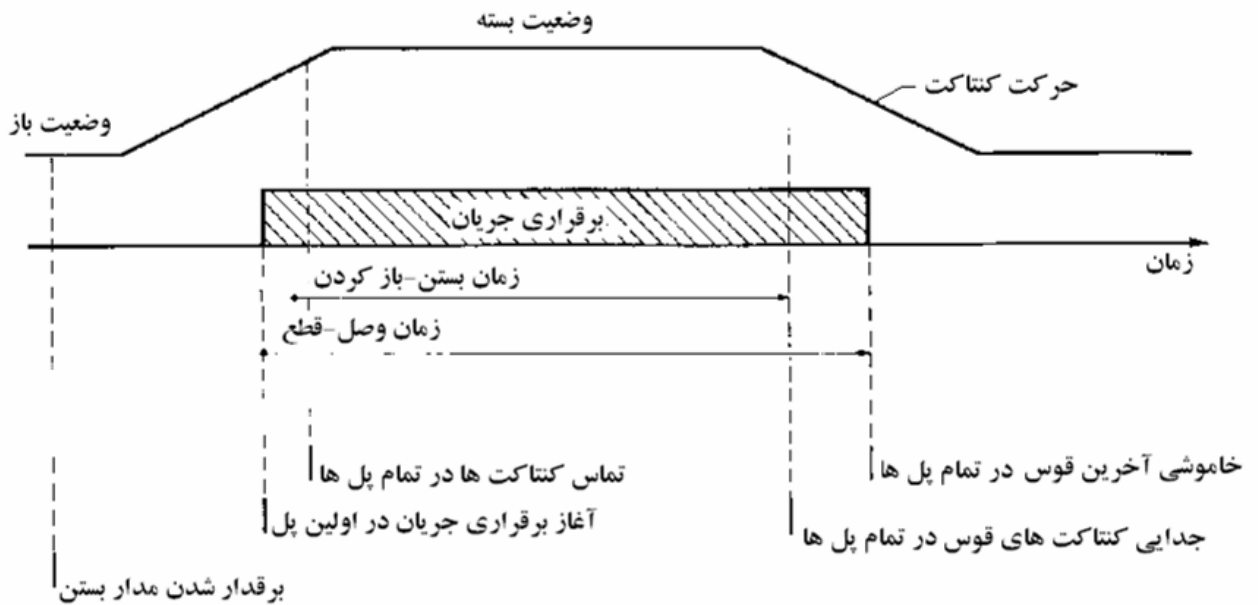 وضعیت بسته
حرکت کنتاکت
وضعیت باز
برقراری جریان
زمان
زمان بستن-باز کردن
زمان وصل-قطع
تماس کنتاکت ها در تمام پل ها
خاموشی آخرین قوس در تمام پل ها
آغاز برقراری جریان در اولین پل
جدایی کنتاکت های قوس در تمام پل ها
برقدار شدن مدار بستن